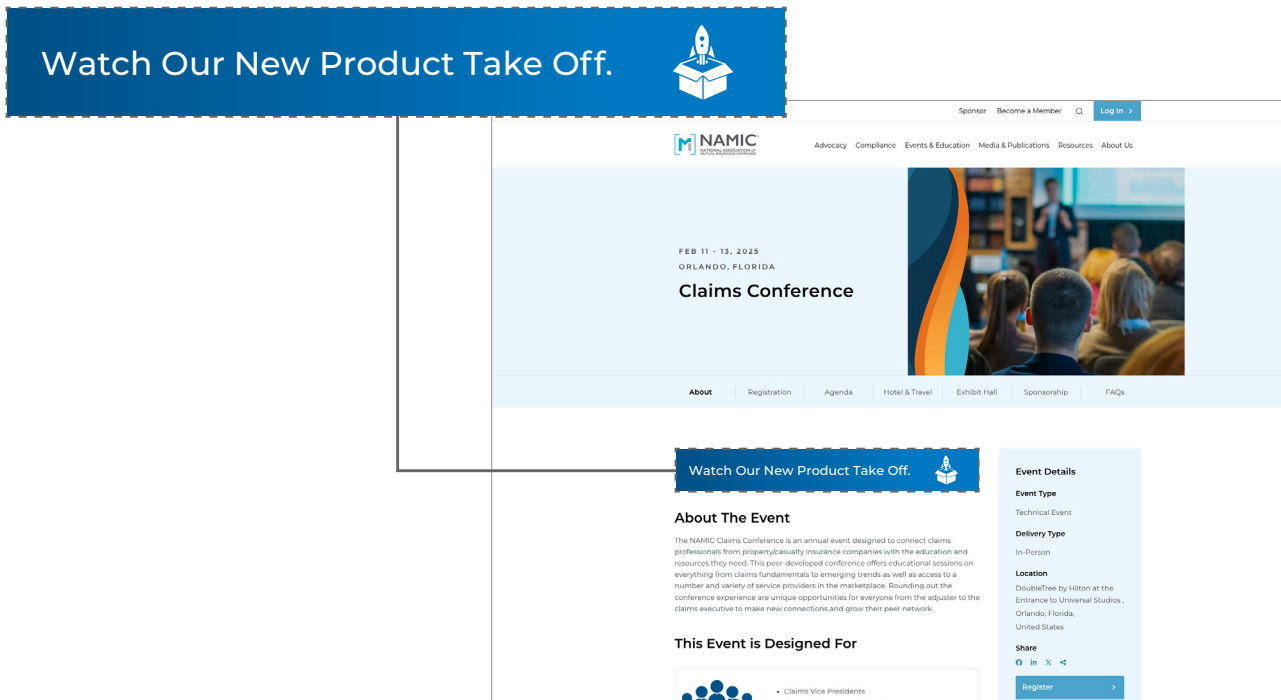 Watch Our New Product Take Off.
Sponsor Become a Member Log In >
NAMIC
NATIONAL ASSOCIATION OF
MUTUAL INSURANCE COMPANIES
Advocacy Compliance Events & Education Media & Publications Resources About Us
FEB 11 - 13, 2025
ORLANDO, FLORIDA
Claims Conference
About Registration Agenda Hotel & Travel Exhibit Hall Sponsorship FAQs
Watch Our New Product Take Off.
About The Event
The NAMIC Claims Conference is an annual event designed to connect claims
professionals from property/casualty insurance companies with the education and
resources they need. This peer-developed conference offers educational sessions on
everything from claims fundamentals to emerging trends as well as access to a
number and variety of service providers in the marketplace. Rounding out the
conference experience are unique opportunities for everyone from the adjuster to the
claims executive to make new connections and grow their peer network.
This Event is Designed For
• Claims Vice Presidents
Event Details
Event Type
Technical Event
Delivery Type
In-Person
Location
DoubleTree by Hilton at the
Entrance to Universal Studios ,
Orlando, Florida,
United States
Share
Register >